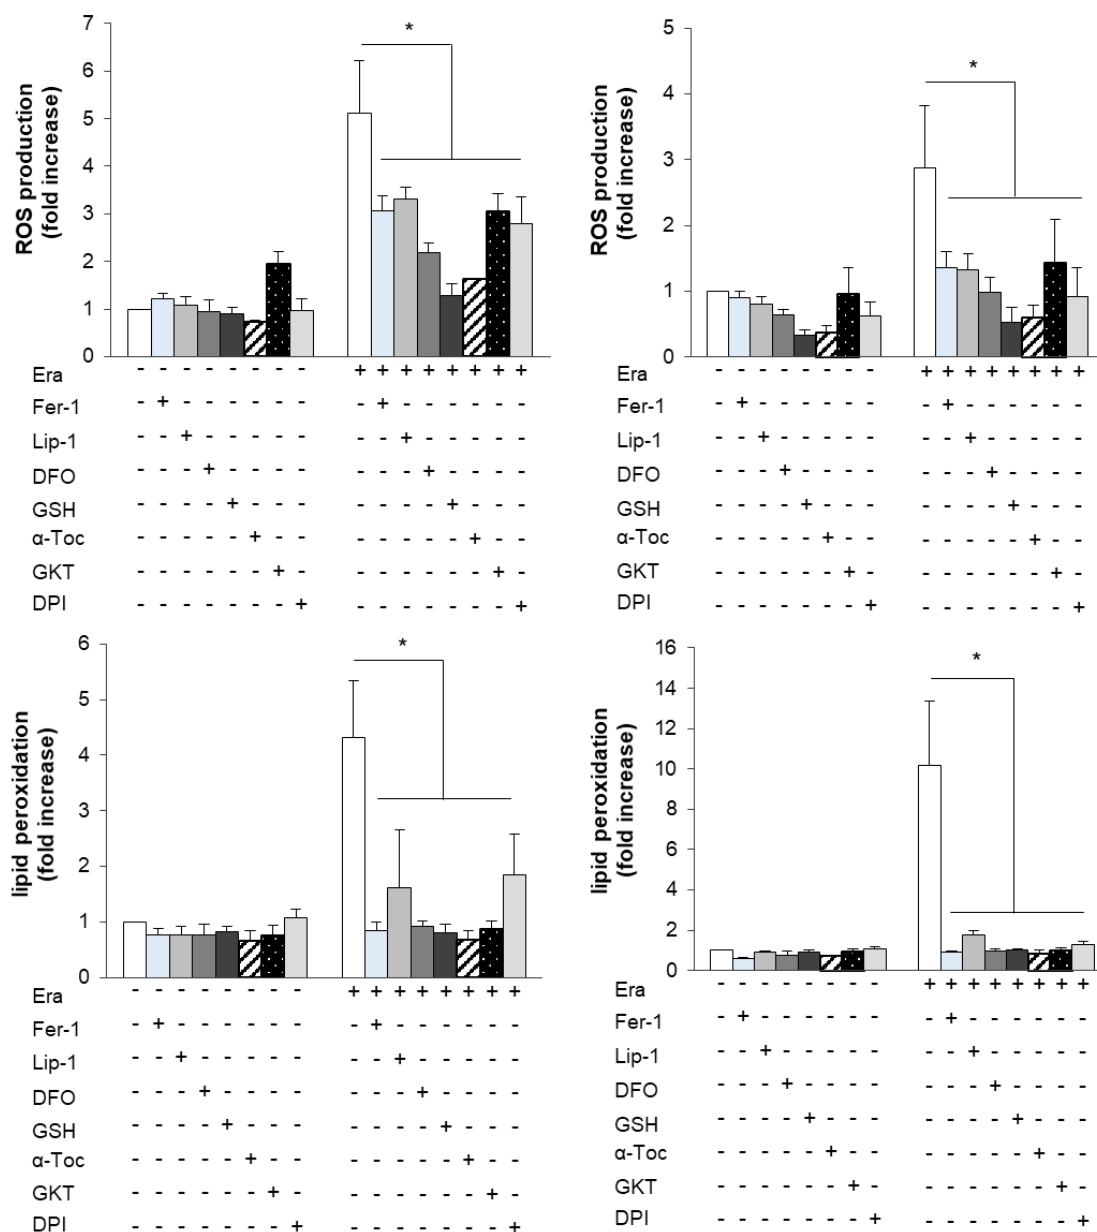 ROS production
(fold increase)
7
6
5
4
3
2
1
0
*
Era - - - - - - - - + + + + + + + +
Fer-1 - + - - - - - - - + - - - - - -
Lip-1 - - + - - - - - - - + - - - - -
DFO - - - + - - - - - - - + - - - -
GSH - - - - + - - - - - - - + - - -
α-Toc - - - - - + - - - - - - - + - -
GKT - - - - - - + - - - - - - - + -
DPI - - - - - - - + - - - - - - - +
ROS production
(fold increase)
5
4
3
2
1
0
*
Era - - - - - - - - + + + + + + + +
Fer-1 - + - - - - - - - + - - - - - -
Lip-1 - - + - - - - - - - + - - - - -
DFO - - - + - - - - - - - + - - - -
GSH - - - - + - - - - - - - + - - -
α-Toc - - - - - + - - - - - - - + - -
GKT - - - - - - + - - - - - - - + -
DPI - - - - - - - + - - - - - - - +
lipid peroxidation
(fold increase)
6
5
4
3
2
1
0
*
Era - - - - - - - - + + + + + + + +
Fer-1 - + - - - - - - - + - - - - - -
Lip-1 - - + - - - - - - - + - - - - -
DFO - - - + - - - - - - - + - - - -
GSH - - - - + - - - - - - - + - - -
α-Toc - - - - - + - - - - - - - + - -
GKT - - - - - - + - - - - - - - + -
DPI - - - - - - - + - - - - - - - +
lipid peroxidation
(fold increase)
16
14
12
10
8
6
4
2
0
*
Era - - - - - - - - + + + + + + + +
Fer-1 - + - - - - - - - + - - - - - -
Lip-1 - - + - - - - - - - + - - - - -
DFO - - - + - - - - - - - + - - - -
GSH - - - - + - - - - - - - + - - -
α-Toc - - - - - + - - - - - - - + - -
GKT - - - - - - + - - - - - - - + -
DPI - - - - - - - + - - - - - - - +